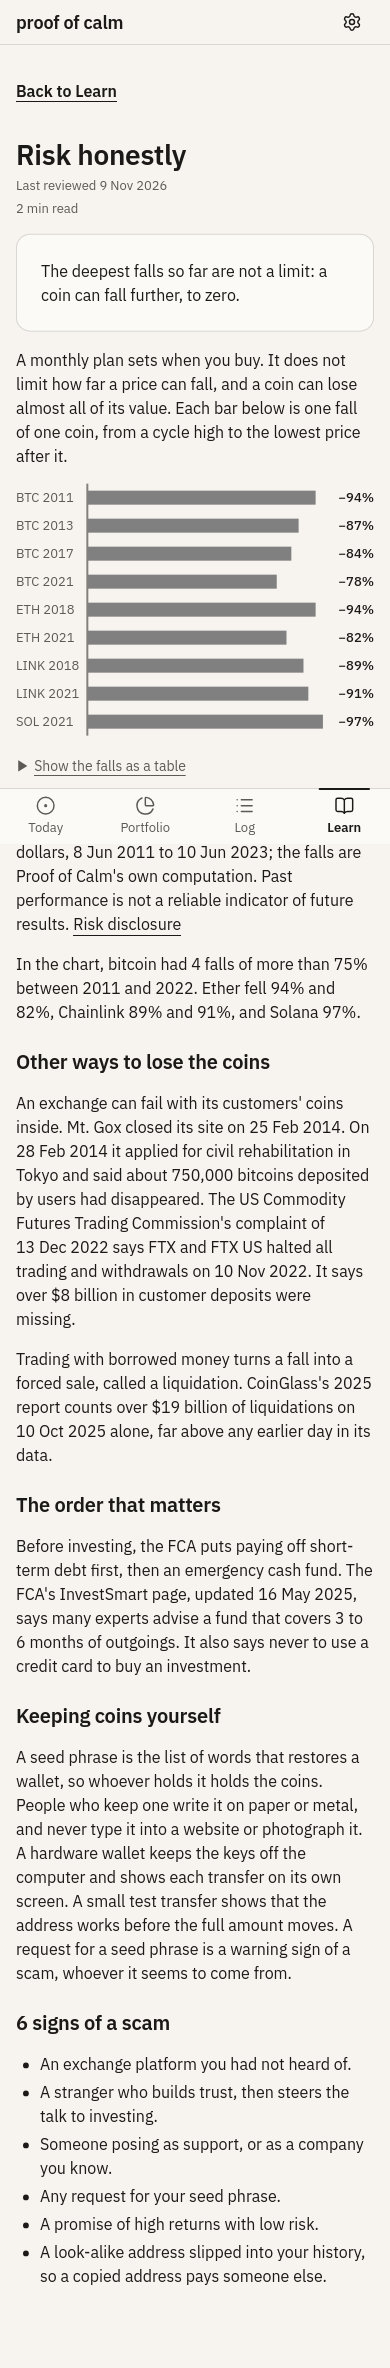 proof of calm
Back to Learn
Risk honestly
Last reviewed 9 Nov 2026
2 min read
The deepest falls so far are not a limit: a
coin can fall further, to zero.
A monthly plan sets when you buy. It does not
limit how far a price can fall, and a coin can lose
almost all of its value. Each bar below is one fall
of one coin, from a cycle high to the lowest price
after it.
BTC 2011 −94%
BTC 2013 −87%
BTC 2017 −84%
BTC 2021 −78%
ETH 2018 −94%
ETH 2021 −82%
LINK 2018 −89%
LINK 2021 −91%
SOL 2021 −97%
Show the falls as a table
Today Portfolio Log Learn
dollars, 8 Jun 2011 to 10 Jun 2023; the falls are
Proof of Calm's own computation. Past
performance is not a reliable indicator of future
results. Risk disclosure
In the chart, bitcoin had 4 falls of more than 75%
between 2011 and 2022. Ether fell 94% and
82%, Chainlink 89% and 91%, and Solana 97%.
Other ways to lose the coins
An exchange can fail with its customers' coins
inside. Mt. Gox closed its site on 25 Feb 2014. On
28 Feb 2014 it applied for civil rehabilitation in
Tokyo and said about 750,000 bitcoins deposited
by users had disappeared. The US Commodity
Futures Trading Commission's complaint of
13 Dec 2022 says FTX and FTX US halted all
trading and withdrawals on 10 Nov 2022. It says
over $8 billion in customer deposits were
missing.
Trading with borrowed money turns a fall into a
forced sale, called a liquidation. CoinGlass's 2025
report counts over $19 billion of liquidations on
10 Oct 2025 alone, far above any earlier day in its
data.
The order that matters
Before investing, the FCA puts paying off short-
term debt first, then an emergency cash fund. The
FCA's InvestSmart page, updated 16 May 2025,
says many experts advise a fund that covers 3 to
6 months of outgoings. It also says never to use a
credit card to buy an investment.
Keeping coins yourself
A seed phrase is the list of words that restores a
wallet, so whoever holds it holds the coins.
People who keep one write it on paper or metal,
and never type it into a website or photograph it.
A hardware wallet keeps the keys off the
computer and shows each transfer on its own
screen. A small test transfer shows that the
address works before the full amount moves. A
request for a seed phrase is a warning sign of a
scam, whoever it seems to come from.
6 signs of a scam
• An exchange platform you had not heard of.
• A stranger who builds trust, then steers the
talk to investing.
• Someone posing as support, or as a company
you know.
• Any request for your seed phrase.
• A promise of high returns with low risk.
• A look-alike address slipped into your history,
so a copied address pays someone else.